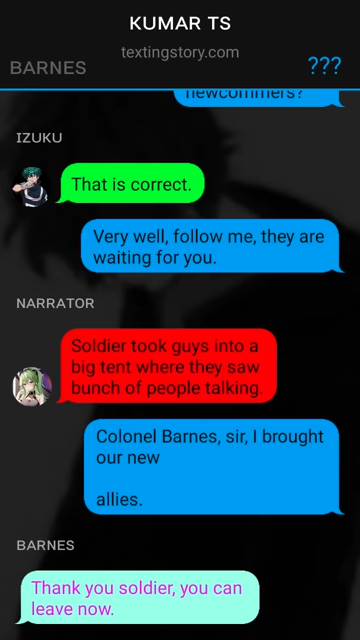 KUMAR TS
textingstory.com
BARNES
???
newcommers?
IZUKU
That is correct.
Very well, follow me, they are
waiting for you.
NARRATOR
Soldier took guys into a
big tent where they saw
bunch of people talking.
Colonel Barnes, sir, I brought
our new
allies.
BARNES
Thank you soldier, you can
leave now.